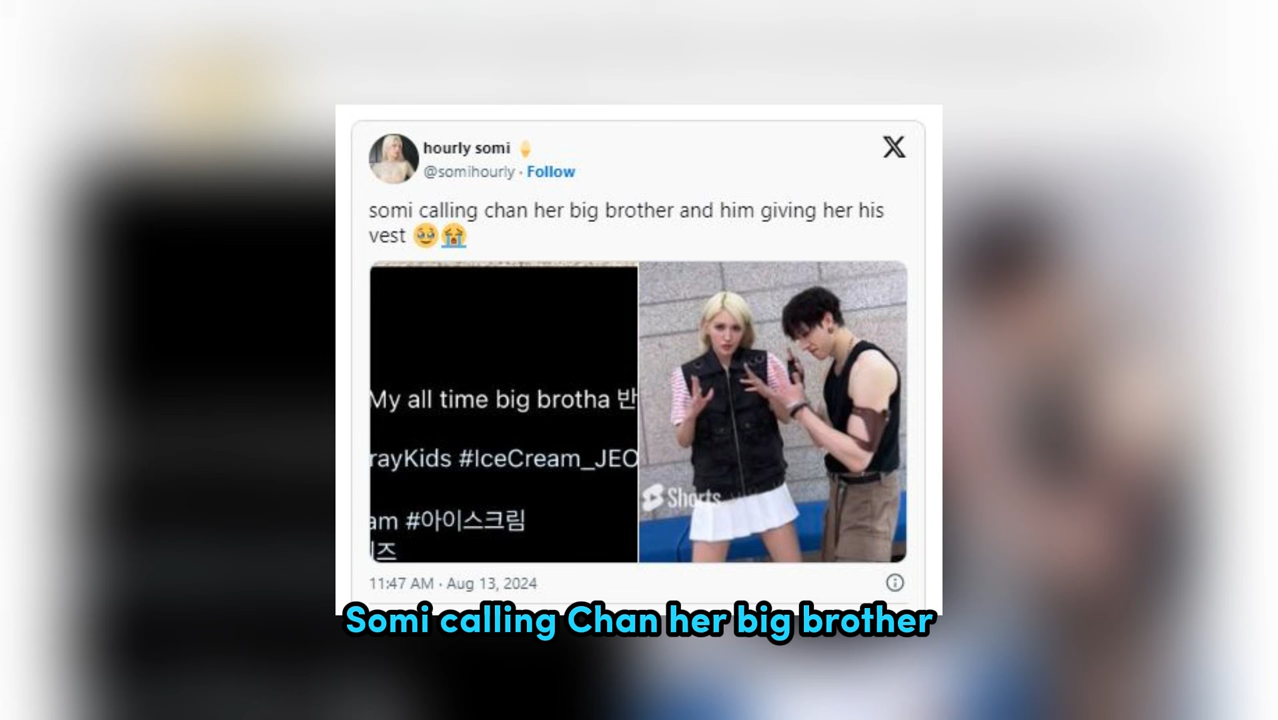 hourly somi 🍦
@somihourly · Follow
somi calling chan her big brother and him giving her his
vest 🥹😭
My all time big brotha 반
rayKids #IceCream_JEO
am #아이스크림
즈
Shorts
11:47 AM · Aug 13, 2024
Somi calling Chan her big brother